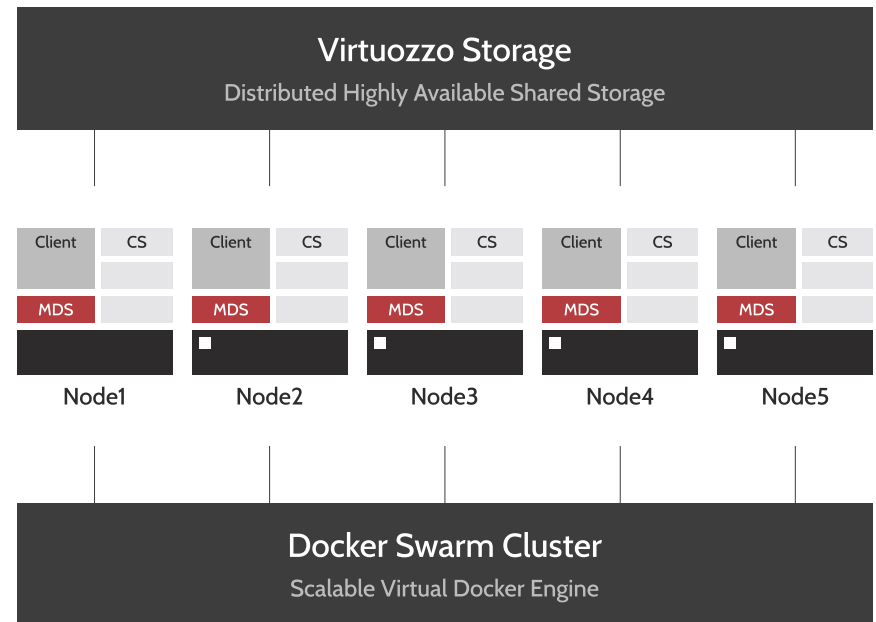 Virtuozzo Storage
Distributed Highly Available Shared Storage
Client CS Client CS Client CS Client CS Client CS
MDS MDS MDS MDS MDS
Node1 Node2 Node3 Node4 Node5
Docker Swarm Cluster
Scalable Virtual Docker Engine